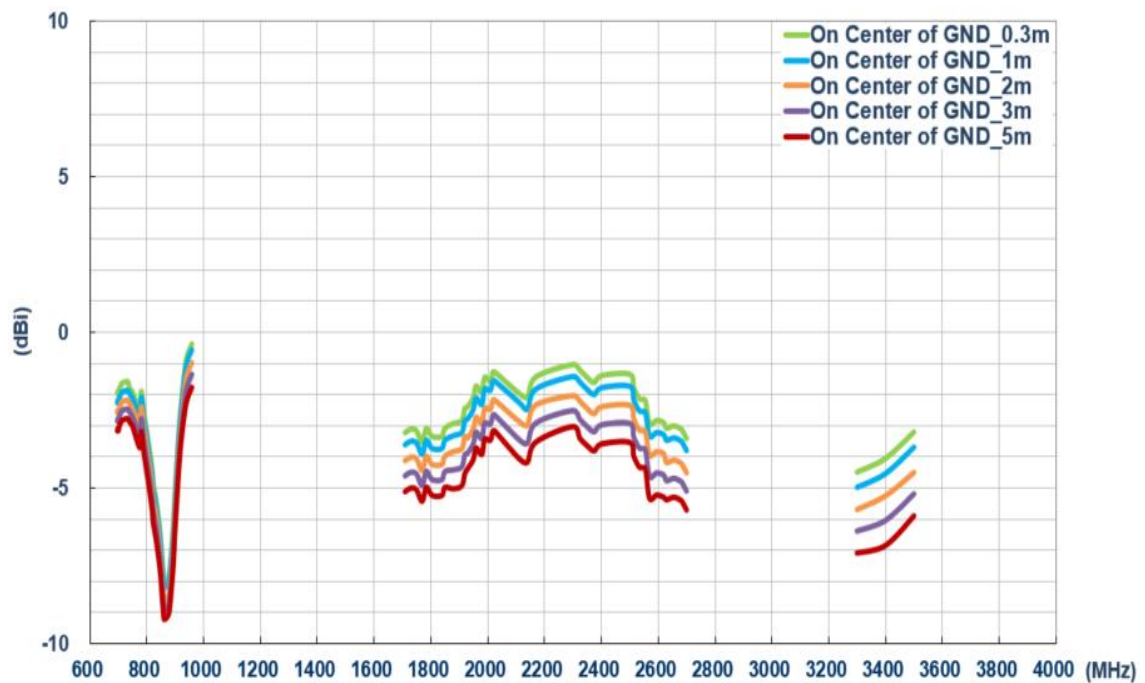 10
On Center of GND_0.3m
On Center of GND_1m
On Center of GND_2m
On Center of GND_3m
On Center of GND_5m
5
0
(dBi)
-5
-10
600 800 1000 1200 1400 1600 1800 2000 2200 2400 2600 2800 3000 3200 3400 3600 3800 4000 (MHz)